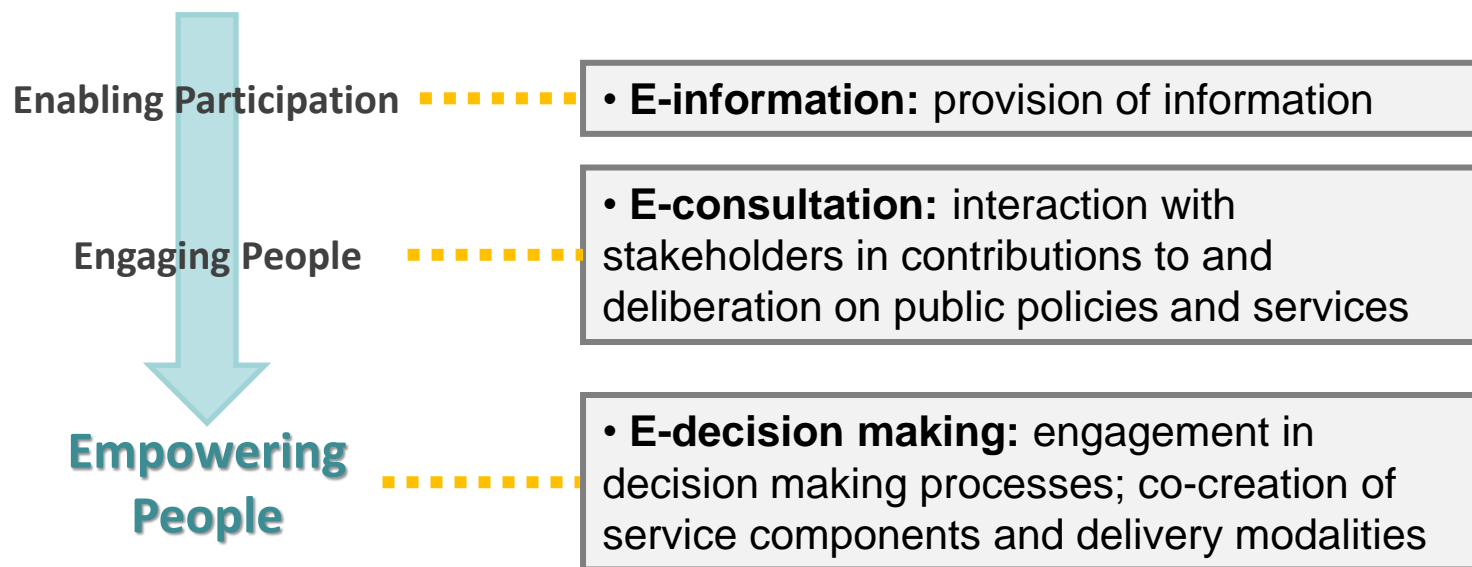 Enabling Participation
• E-information: provision of information
Engaging People
• E-consultation: interaction with
stakeholders in contributions to and
deliberation on public policies and services
Empowering
People
• E-decision making: engagement in
decision making processes; co-creation of
service components and delivery modalities